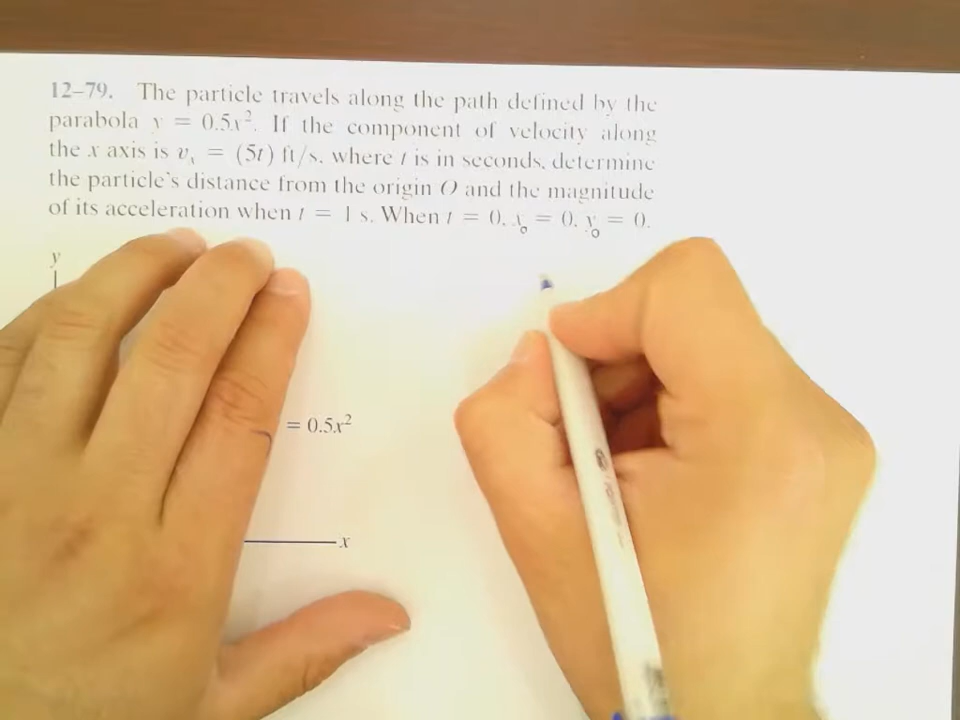 12–79. The particle travels along the path defined by the
parabola y = 0.5x². If the component of velocity along
the x axis is vₓ = (5t) ft/s, where t is in seconds, determine
the particle's distance from the origin O and the magnitude
of its acceleration when t = 1 s. When t = 0, x₀ = 0, y₀ = 0.
y
= 0.5x²
x